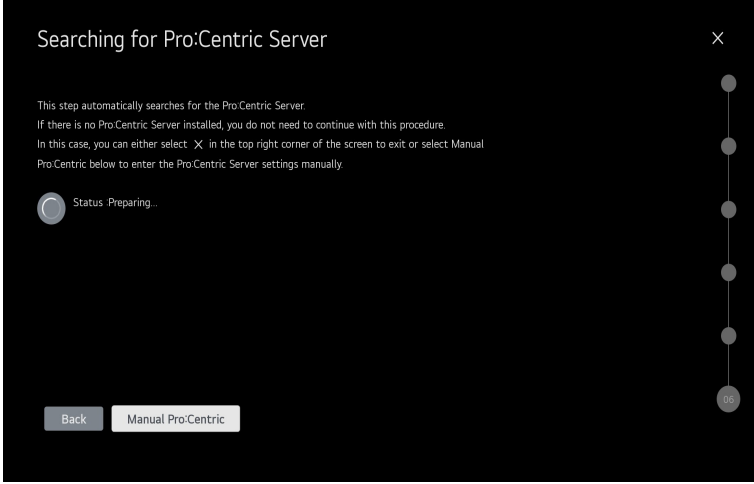 Searching for Pro:Centric Server
This step automatically searches for the Pro:Centric Server.
If there is no Pro:Centric Server installed, you do not need to continue with this procedure.
In this case, you can either select X in the top right corner of the screen to exit or select Manual
Pro:Centric below to enter the Pro:Centric Server settings manually.
Status :Preparing...
06
Back
Manual Pro:Centric